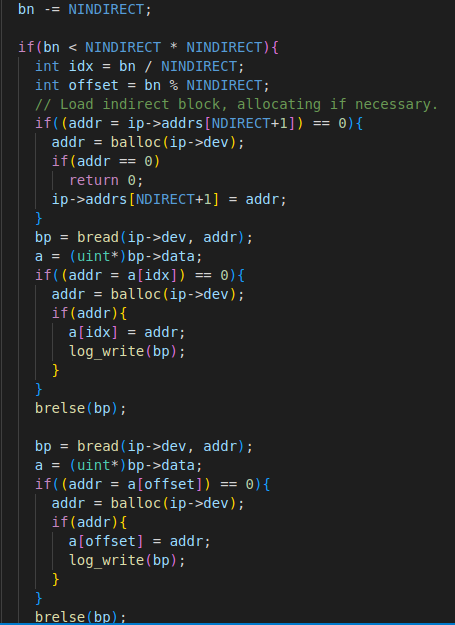 bn -= NINDIRECT;
if(bn < NINDIRECT * NINDIRECT){
int idx = bn / NINDIRECT;
int offset = bn % NINDIRECT;
// Load indirect block, allocating if necessary.
if((addr = ip->addrs[NDIRECT+1]) == 0){
addr = balloc(ip->dev);
if(addr == 0)
return 0;
ip->addrs[NDIRECT+1] = addr;
}
bp = bread(ip->dev, addr);
a = (uint*)bp->data;
if((addr = a[idx]) == 0){
addr = balloc(ip->dev);
if(addr){
a[idx] = addr;
log_write(bp);
}
}
brelse(bp);
bp = bread(ip->dev, addr);
a = (uint*)bp->data;
if((addr = a[offset]) == 0){
addr = balloc(ip->dev);
if(addr){
a[offset] = addr;
log_write(bp);
}
}
brelse(bp);